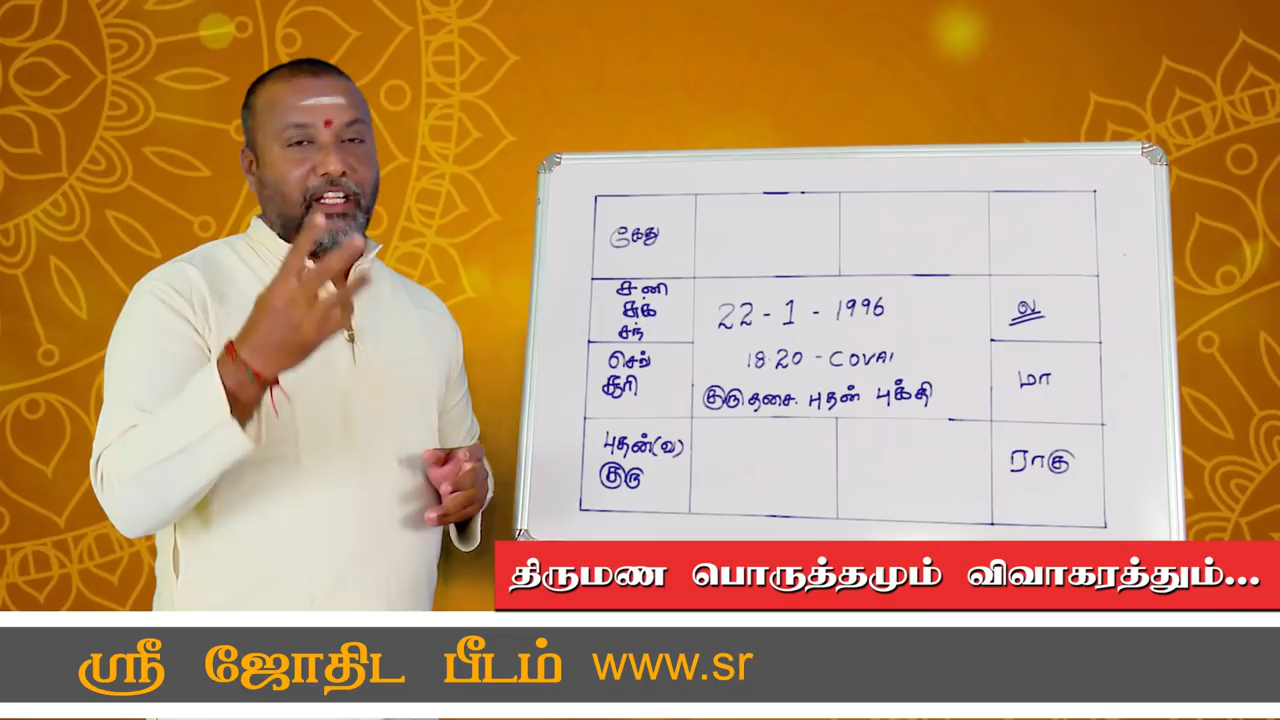 கேது
சனி
சுக்
சந்
22-1-1996
ல
செவ்
சூரி
18.20 - COVAI
மா
குருதசை. புதன் புக்தி
புதன்(வ)
குரு
ராகு
திருமண பொருத்தமும் விவாகரத்தும்...
ஸ்ரீ ஜோதிட பீடம் www.sr